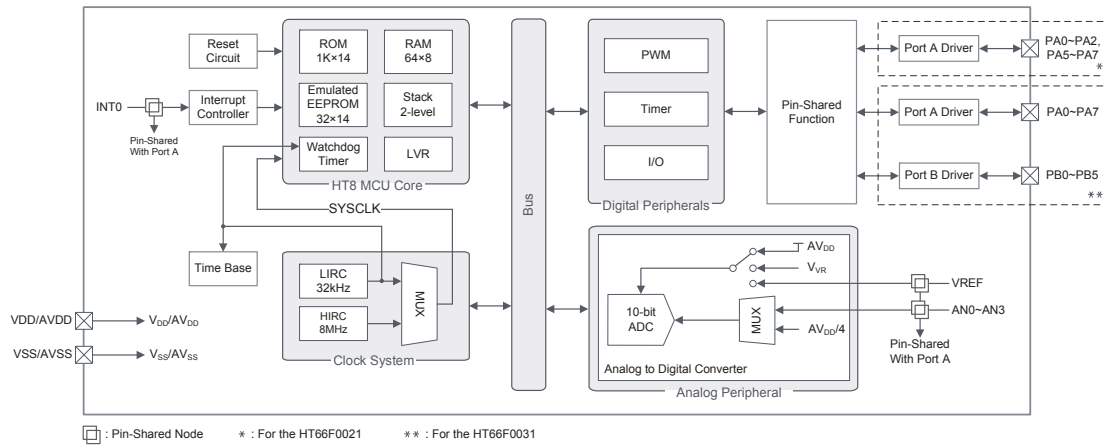 Reset
Circuit
INT0
Interrupt
Controller
Pin-Shared
With Port A
ROM
1K×14
RAM
64×8
Emulated
EEPROM
32×14
Stack
2-level
Watchdog
Timer
LVR
HT8 MCU Core
SYSCLK
Time Base
LIRC
32kHz
HIRC
8MHz
MUX
Clock System
VDD/AVDD
VDD/AVDD
VSS/AVSS
VSS/AVSS
Bus
PWM
Timer
I/O
Digital Peripherals
Pin-Shared
Function
Port A Driver
PA0~PA2,
PA5~PA7
*
Port A Driver
PA0~PA7
Port B Driver
PB0~PB5
**
AVDD
VVR
VREF
10-bit
ADC
MUX
AN0~AN3
AVDD/4
Pin-Shared
With Port A
Analog to Digital Converter
Analog Peripheral
: Pin-Shared Node
* : For the HT66F0021
** : For the HT66F0031